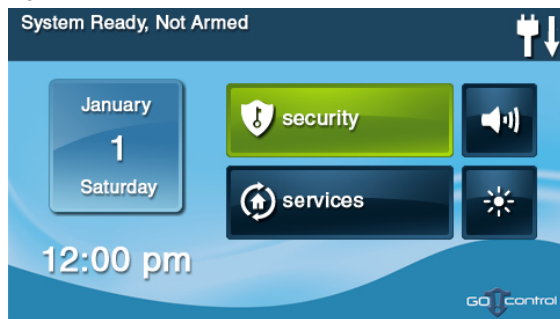 System Ready, Not Armed
January
1
Saturday
security
services
12:00 pm
GO!control